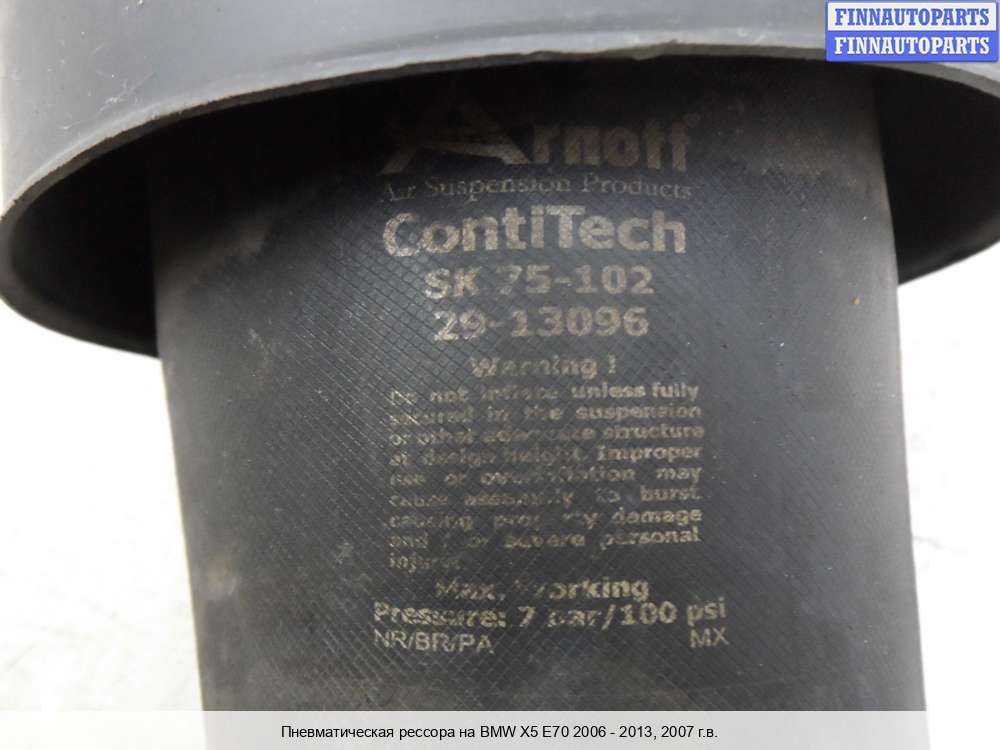 FINNAUTOPARTS
FINNAUTOPARTS
Arnott®
Air Suspension Products
ContiTech
SK 75-102
29-13096
Warning !
Do not inflate unless fully
secured in the suspension
or other adequate structure
at design height. Improper
use or overinflation may
cause assembly to burst
causing property damage
and / or severe personal
injury.
Max. Working
Pressure: 7 bar/100 psi
NR/BR/PA MX
Пневматическая рессора на BMW X5 E70 2006 - 2013, 2007 г.в.